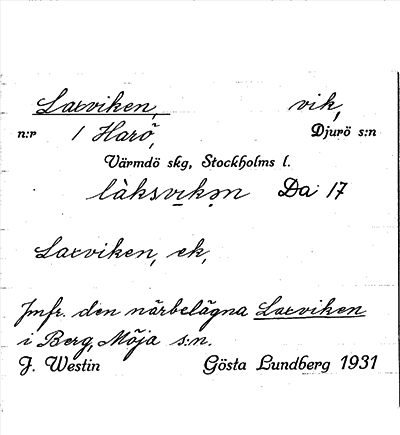 Laxviken, vik,
n:r 1 Harö, Djurö s:n
Värmdö skg, Stockholms l.
làksvi̱kə̣n Da 17
Laxviken, ek,
Jmfr. den närbelägna Laxviken
i Berg, Möja s:n.
J. Westin Gösta Lundberg 1931